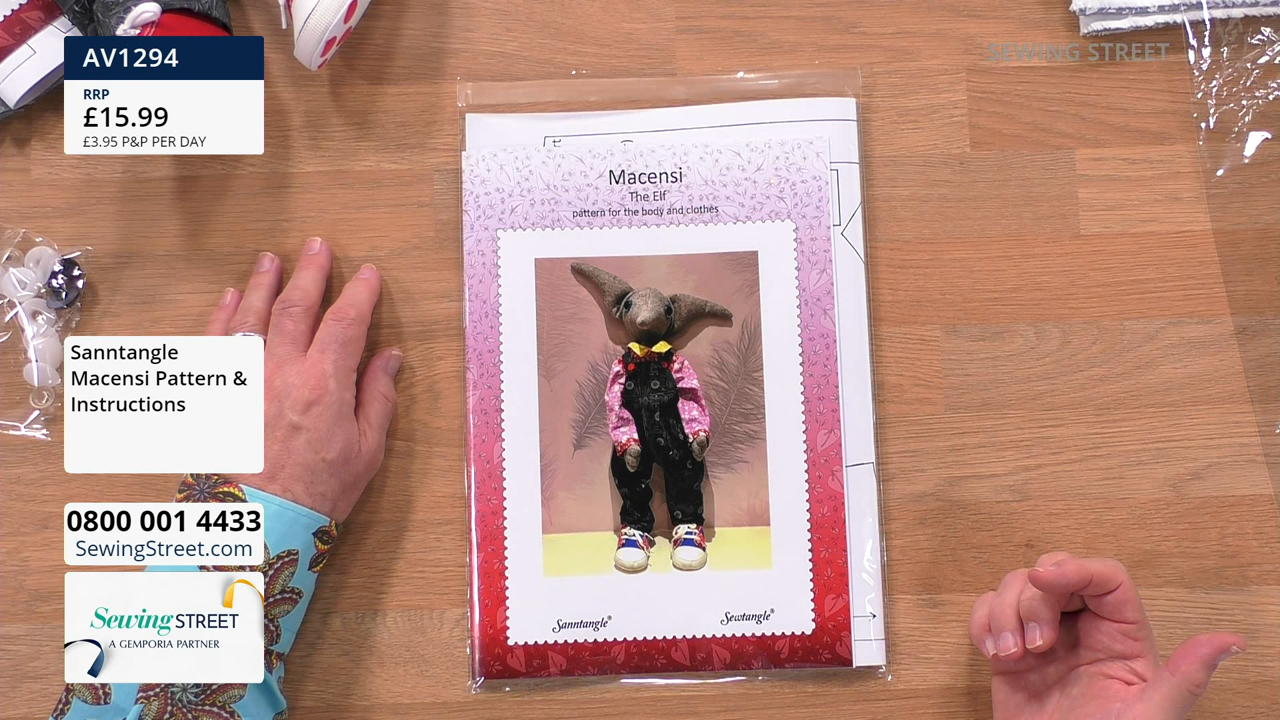 AV1294
RRP
£15.99
£3.95 P&P PER DAY
SEWING STREET
Macensi
The Elf
pattern for the body and clothes
Sanntangle
Macensi Pattern &
Instructions
0800 001 4433
SewingStreet.com
Sewing STREET
A GEMPORIA PARTNER
Sanntangle®
Sewtangle®